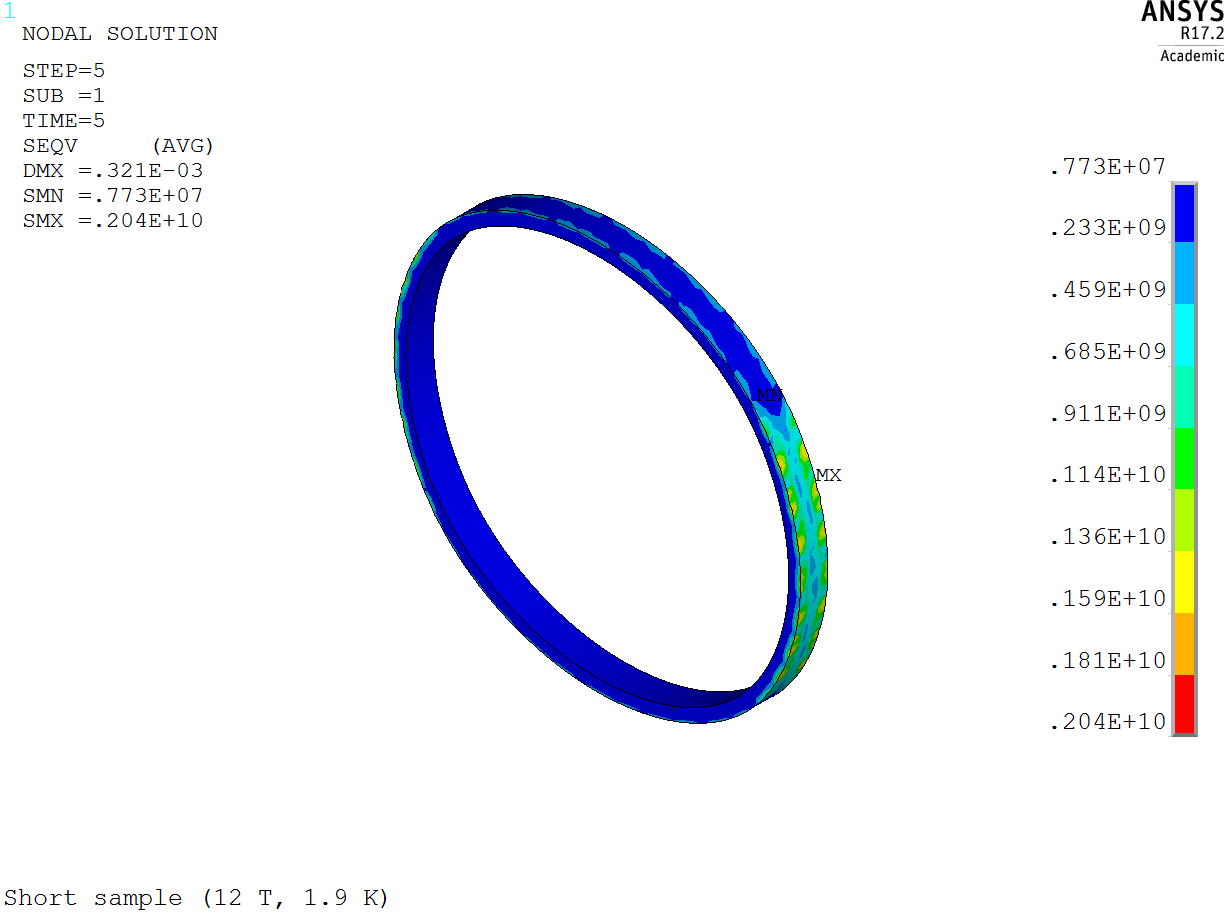 1
NODAL SOLUTION
STEP=5
SUB =1
TIME=5
SEQV     (AVG)
DMX =.321E-03
SMN =.773E+07
SMX =.204E+10
ANSYS
R17.2
Academic
MN
MX
.773E+07
.233E+09
.459E+09
.685E+09
.911E+09
.114E+10
.136E+10
.159E+10
.181E+10
.204E+10
Short sample (12 T, 1.9 K)